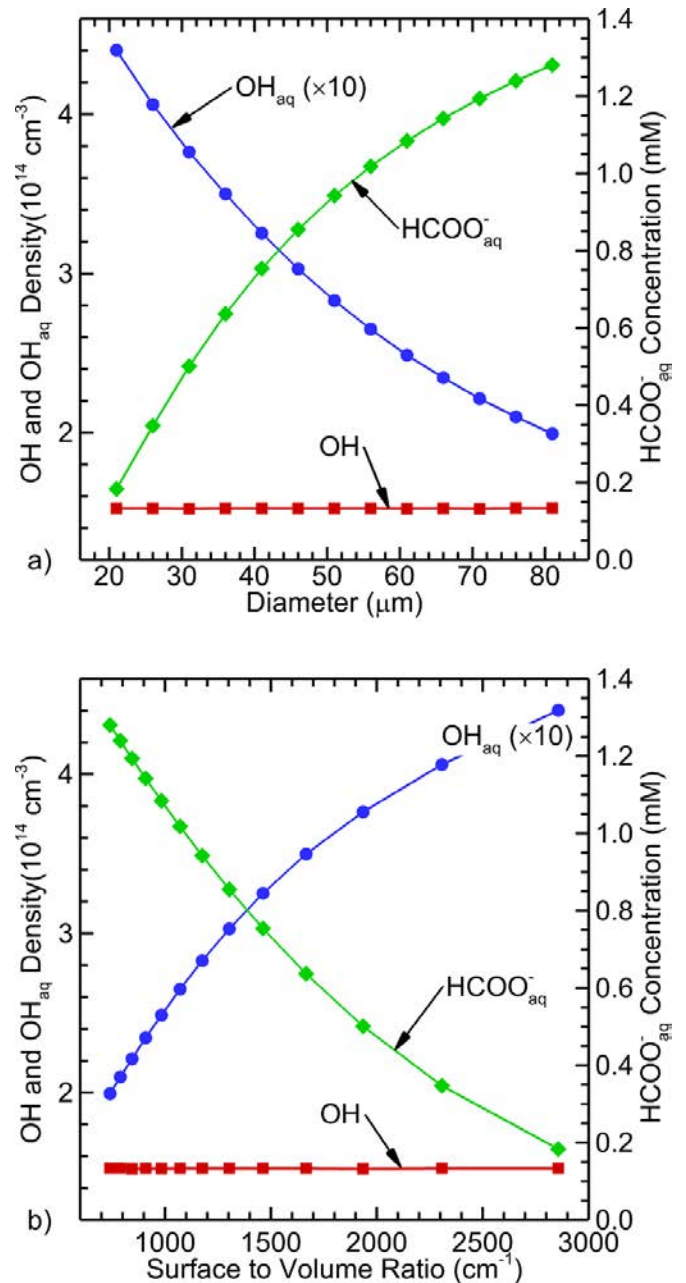 1.4
1.2
1.0
0.8
0.6
0.4
0.2
0.0
4
3
2
OH and OHaq Density(10^14 cm^-3)
HCOO^-aq Concentration (mM)
OHaq (×10)
HCOO^-aq
OH
20 30 40 50 60 70 80
a)
Diameter (μm)
1.4
1.2
1.0
0.8
0.6
0.4
0.2
0.0
4
3
2
OH and OHaq Density(10^14 cm^-3)
HCOO^-aq Concentration (mM)
OHaq (×10)
HCOO^-aq
OH
1000 1500 2000 2500 3000
b)
Surface to Volume Ratio (cm^-1)